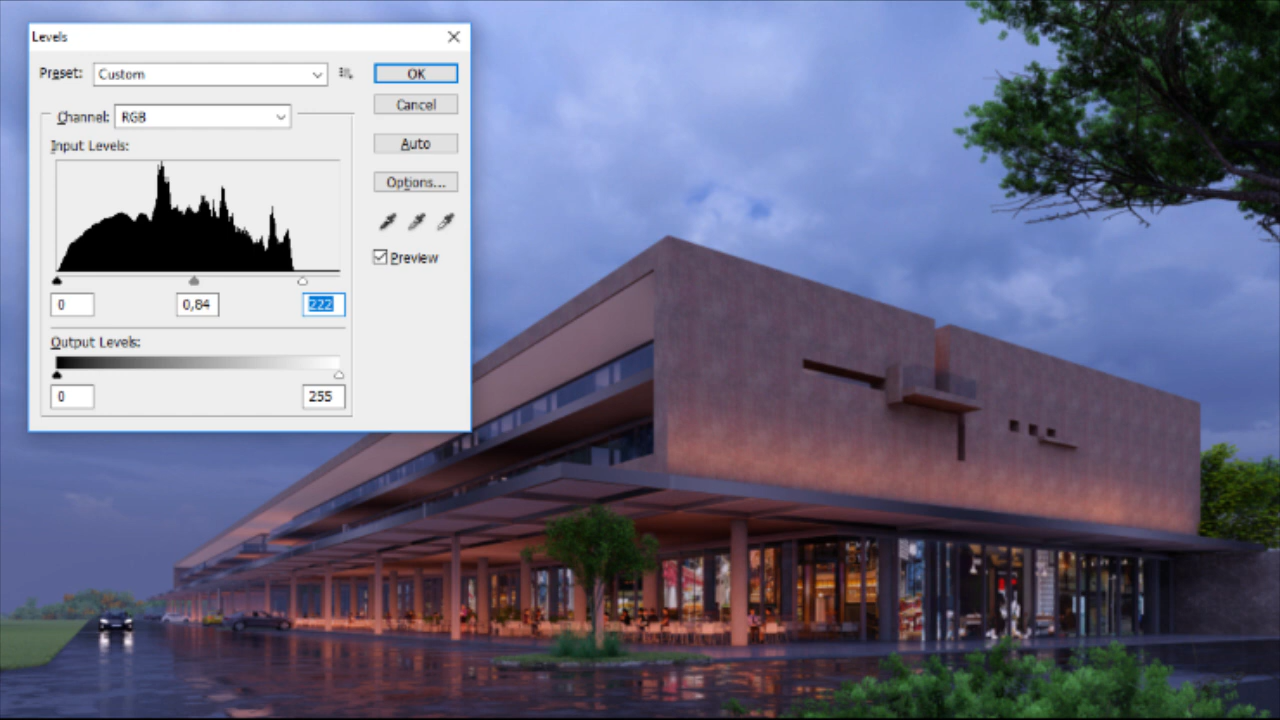 Levels
Preset: Custom
OK
Channel: RGB
Cancel
Input Levels:
Auto
Options...
Preview
0 0,84 222
Output Levels:
0 255